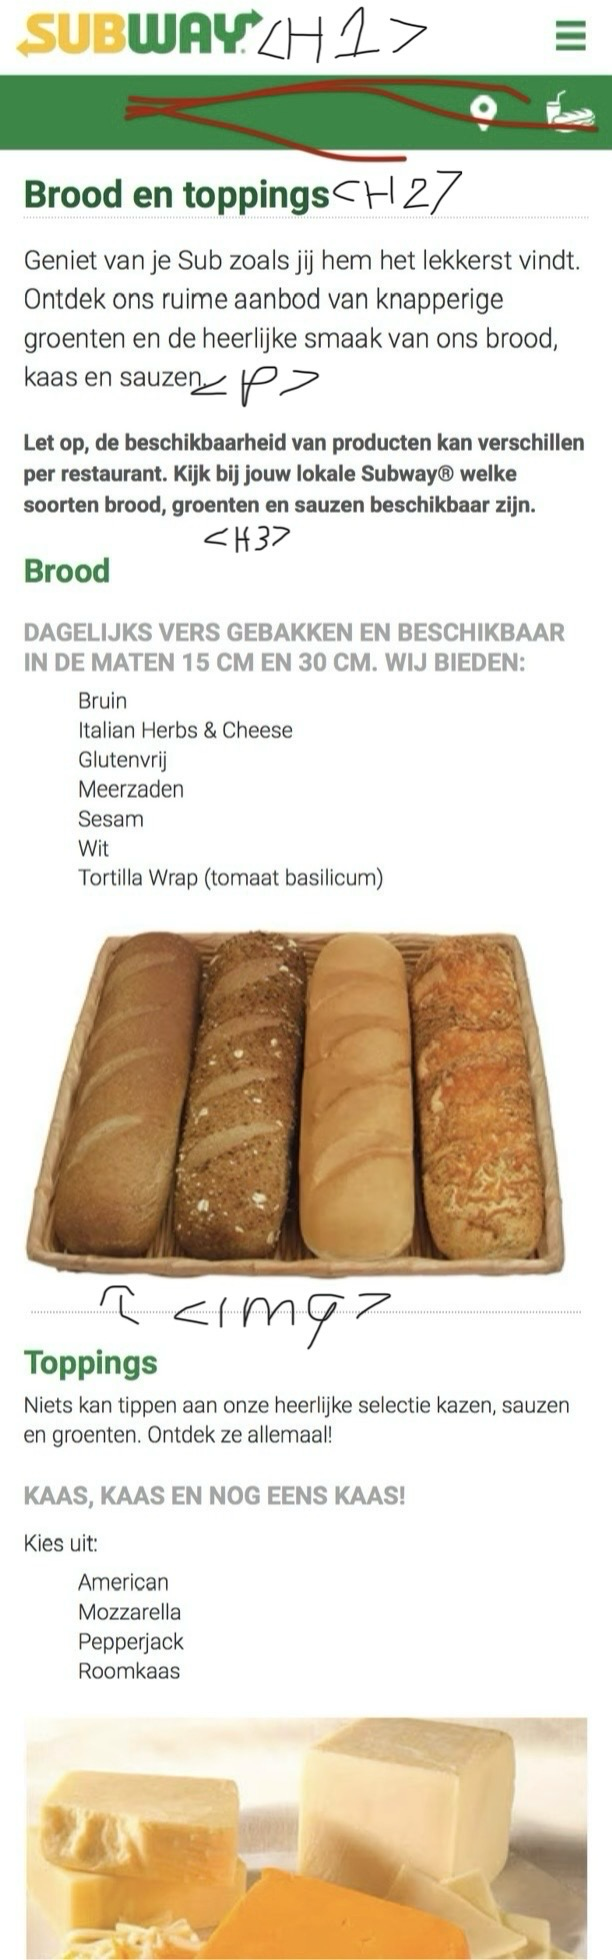 SUBWAY <H1>
Brood en toppings <H2>
Geniet van je Sub zoals jij hem het lekkerst vindt.
Ontdek ons ruime aanbod van knapperige
groenten en de heerlijke smaak van ons brood,
kaas en sauzen. <P>
Let op, de beschikbaarheid van producten kan verschillen
per restaurant. Kijk bij jouw lokale Subway® welke
soorten brood, groenten en sauzen beschikbaar zijn.
<H3>
Brood
DAGELIJKS VERS GEBAKKEN EN BESCHIKBAAR
IN DE MATEN 15 CM EN 30 CM. WIJ BIEDEN:
Bruin
Italian Herbs & Cheese
Glutenvrij
Meerzaden
Sesam
Wit
Tortilla Wrap (tomaat basilicum)
<img>
Toppings
Niets kan tippen aan onze heerlijke selectie kazen, sauzen
en groenten. Ontdek ze allemaal!
KAAS, KAAS EN NOG EENS KAAS!
Kies uit:
American
Mozzarella
Pepperjack
Roomkaas